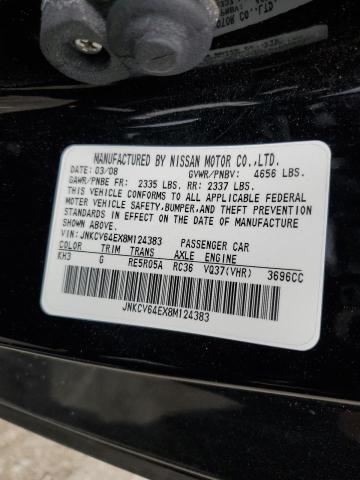 MANUFACTURED BY NISSAN MOTOR CO.,LTD.
DATE: 03/08 GVWR/PNBV: 4656 LBS.
GAWR/PNBE FR: 2335 LBS. RR: 2337 LBS.
THIS VEHICLE CONFORMS TO ALL APPLICABLE FEDERAL
MOTOR VEHICLE SAFETY, BUMPER, AND THEFT PREVENTION
STANDARDS IN EFFECT ON THE DATE OF MANUFACTURE
SHOWN ABOVE.
VIN: JNKCV64EX8M124383 PASSENGER CAR
COLOR TRIM TRANS AXLE ENGINE
KH3 G RE5R05A RC36 VQ37(VHR) 3696CC
JNKCV64EX8M124383